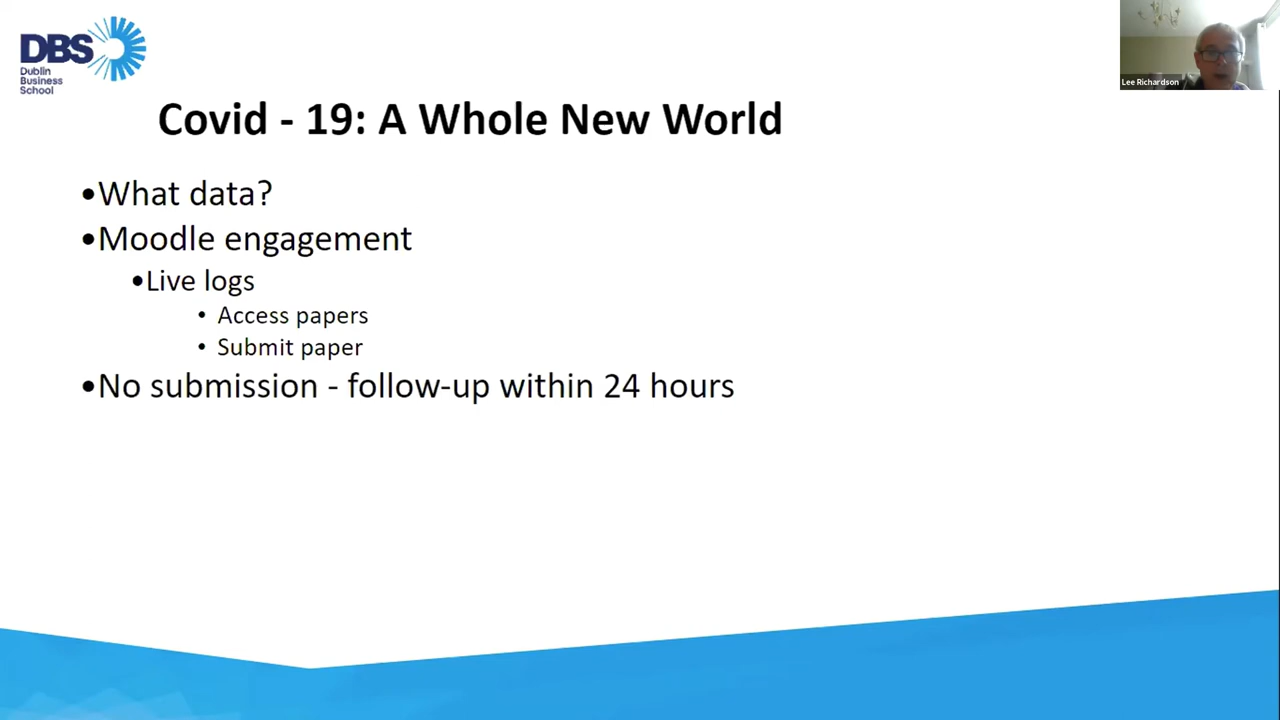 DBS
Dublin
Business
School
Lee Richardson
Covid - 19: A Whole New World
•What data?
•Moodle engagement
•Live logs
• Access papers
• Submit paper
•No submission - follow-up within 24 hours